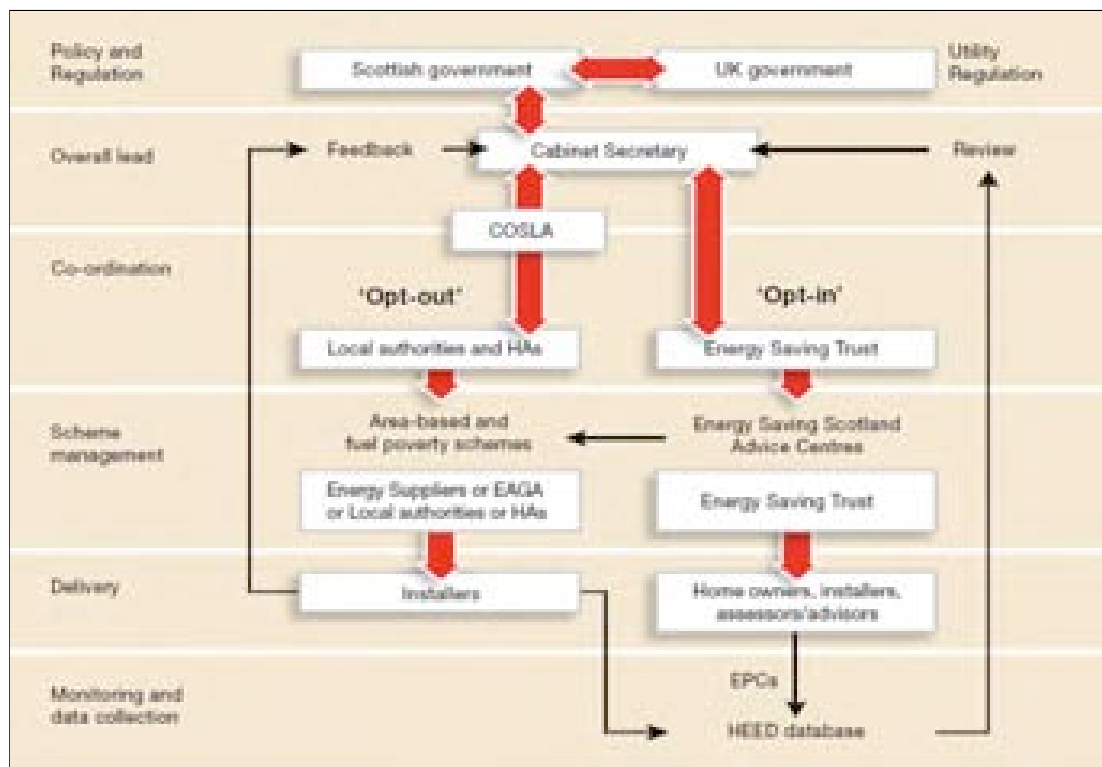 Policy and
Regulation
Scottish government
UK government
Utility
Regulation
Overall lead
Feedback
Cabinet Secretary
Review
COSLA
Co-ordination
'Opt-out'
'Opt-in'
Local authorities and HAs
Energy Saving Trust
Scheme
management
Area-based and
fuel poverty schemes
Energy Saving Scotland
Advice Centres
Energy Suppliers or EAGA
or Local authorities or HAs
Energy Saving Trust
Delivery
Installers
Home owners, installers,
assessors/advisors
EPCs
Monitoring and
data collection
HEED database